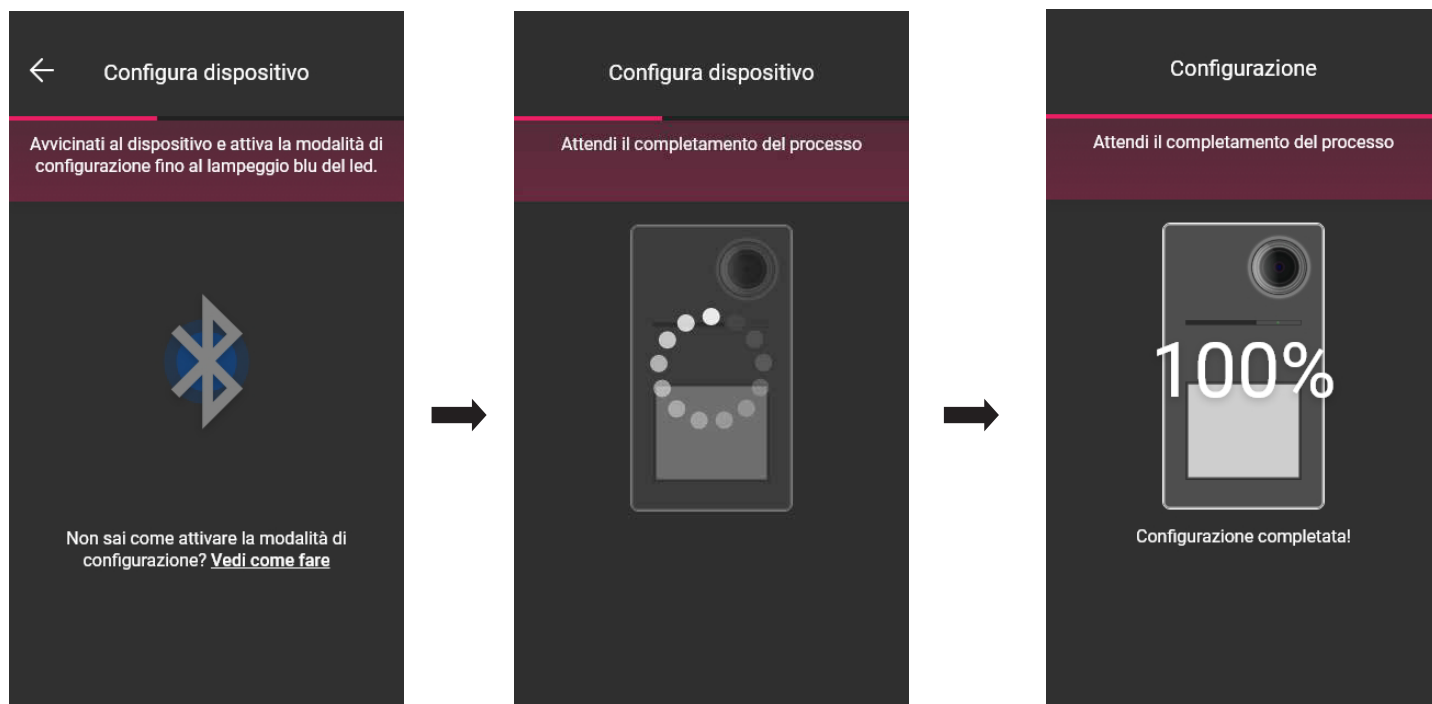 Configura dispositivo
Avvicinati al dispositivo e attiva la modalità di
configurazione fino al lampeggio blu del led.
Non sai come attivare la modalità di
configurazione? Vedi come fare
Configura dispositivo
Attendi il completamento del processo
Configurazione
Attendi il completamento del processo
100%
Configurazione completata!